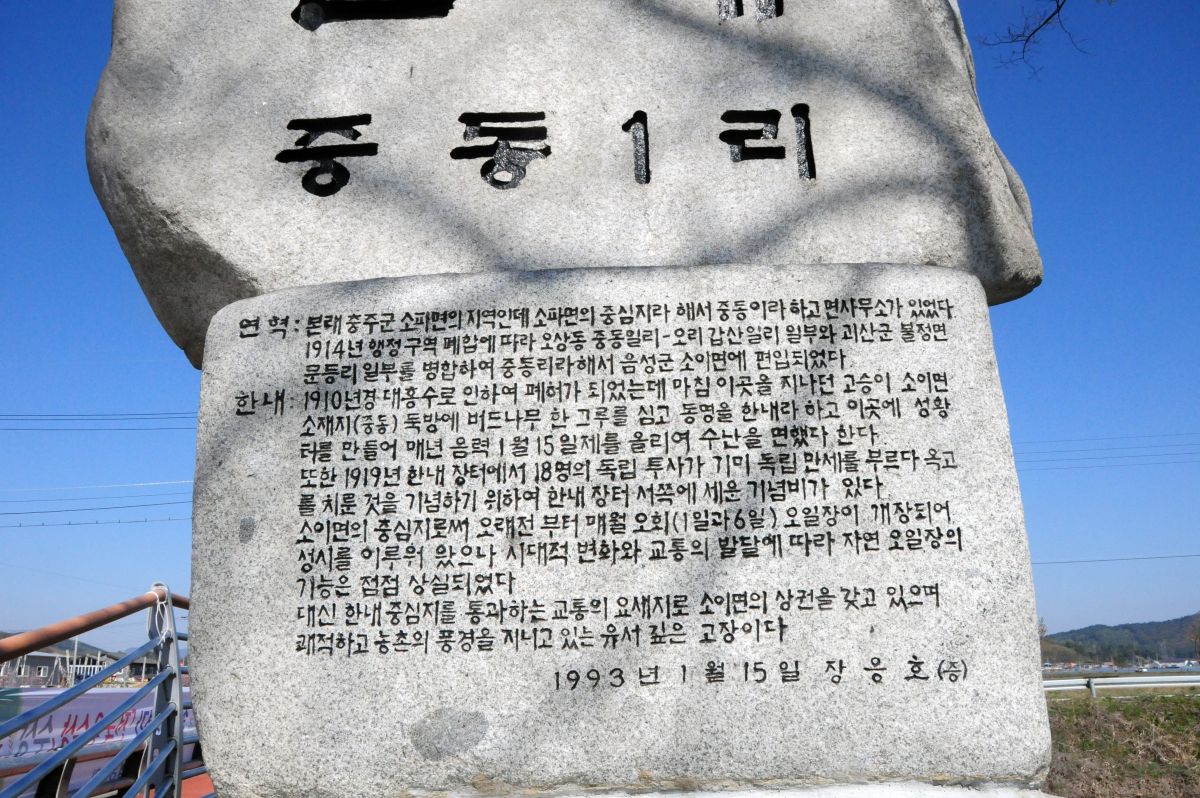 중동1리
연혁: 본래 충주군 소파면의 지역인데 소파면의 중심지라 해서 중동이라 하고 면사무소가 있었다
1914년 행정구역 폐합에 따라 오상동 중동일리-오리 갑산일리 일부와 괴산군 불정면
문등리 일부를 병합하여 중동리라해서 음성군 소이면에 편입되었다
한내: 1910년경 대홍수로 인하여 폐허가 되었는데 마침 이곳을 지나던 고승이 소이면
소재지(중동) 둑방에 버드나무 한 그루를 심고 동명을 한내라 하고 이곳에 성황
터를 만들어 매년 음력 1월 15일제를 올리여 수난을 면했다 한다
또한 1919년 한내 장터에서 18명의 독립 투사가 기미 독립 만세를 부르다 옥고
를 치룬 것을 기념하기 위하여 한내 장터 서쪽에 세운 기념비가 있다
소이면의 중심지로써 오래전 부터 매월 오회(1일과6일) 오일장이 개장되어
성시를 이루워 왔으나 시대적 변화와 교통의 발달에 따라 자연 오일장의
기능은 점점 상실되었다
대신 한내 중심지를 통과하는 교통의 요새지로 소이면의 상권을 갖고 있으며
쾌적하고 농촌의 풍경을 지니고 있는 유서 깊은 고장이다
1993년 1월 15일 장응호(증)